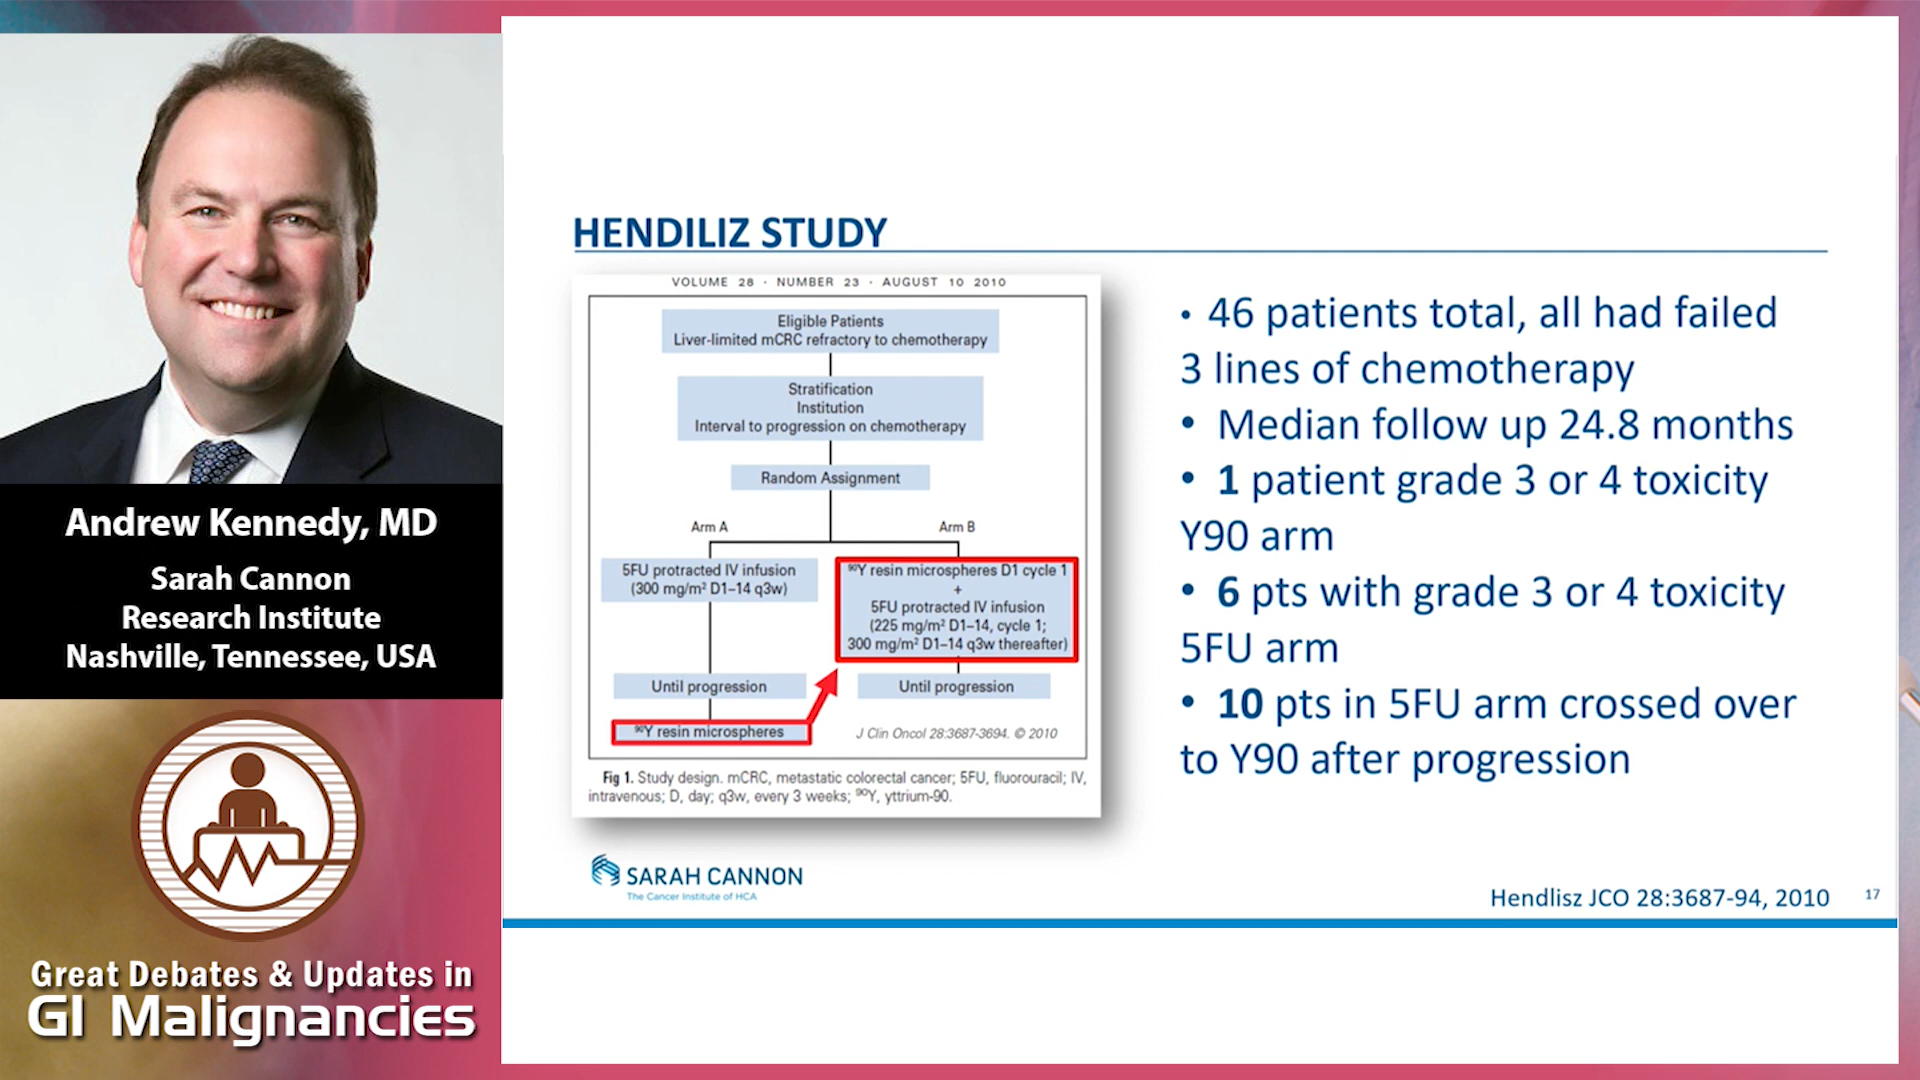 Andrew Kennedy, MD
Sarah Cannon
Research Institute
Nashville, Tennessee, USA
Great Debates & Updates in
GI Malignancies
HENDILIZ STUDY
VOLUME 28 · NUMBER 23 · AUGUST 10 2010
Eligible Patients
Liver-limited mCRC refractory to chemotherapy
Stratification
Institution
Interval to progression on chemotherapy
Random Assignment
Arm A
Arm B
5FU protracted IV infusion
(300 mg/m² D1–14 q3w)
⁹⁰Y resin microspheres D1 cycle 1
+
5FU protracted IV infusion
(225 mg/m² D1–14, cycle 1;
300 mg/m² D1–14 q3w thereafter)
Until progression
Until progression
⁹⁰Y resin microspheres
J Clin Oncol 28:3687-3694. © 2010
Fig 1. Study design. mCRC, metastatic colorectal cancer; 5FU, fluorouracil; IV,
intravenous; D, day; q3w, every 3 weeks; ⁹⁰Y, yttrium-90.
• 46 patients total, all had failed
3 lines of chemotherapy
• Median follow up 24.8 months
• 1 patient grade 3 or 4 toxicity
Y90 arm
• 6 pts with grade 3 or 4 toxicity
5FU arm
• 10 pts in 5FU arm crossed over
to Y90 after progression
SARAH CANNON
The Cancer Institute of HCA
Hendlisz JCO 28:3687-94, 2010
17